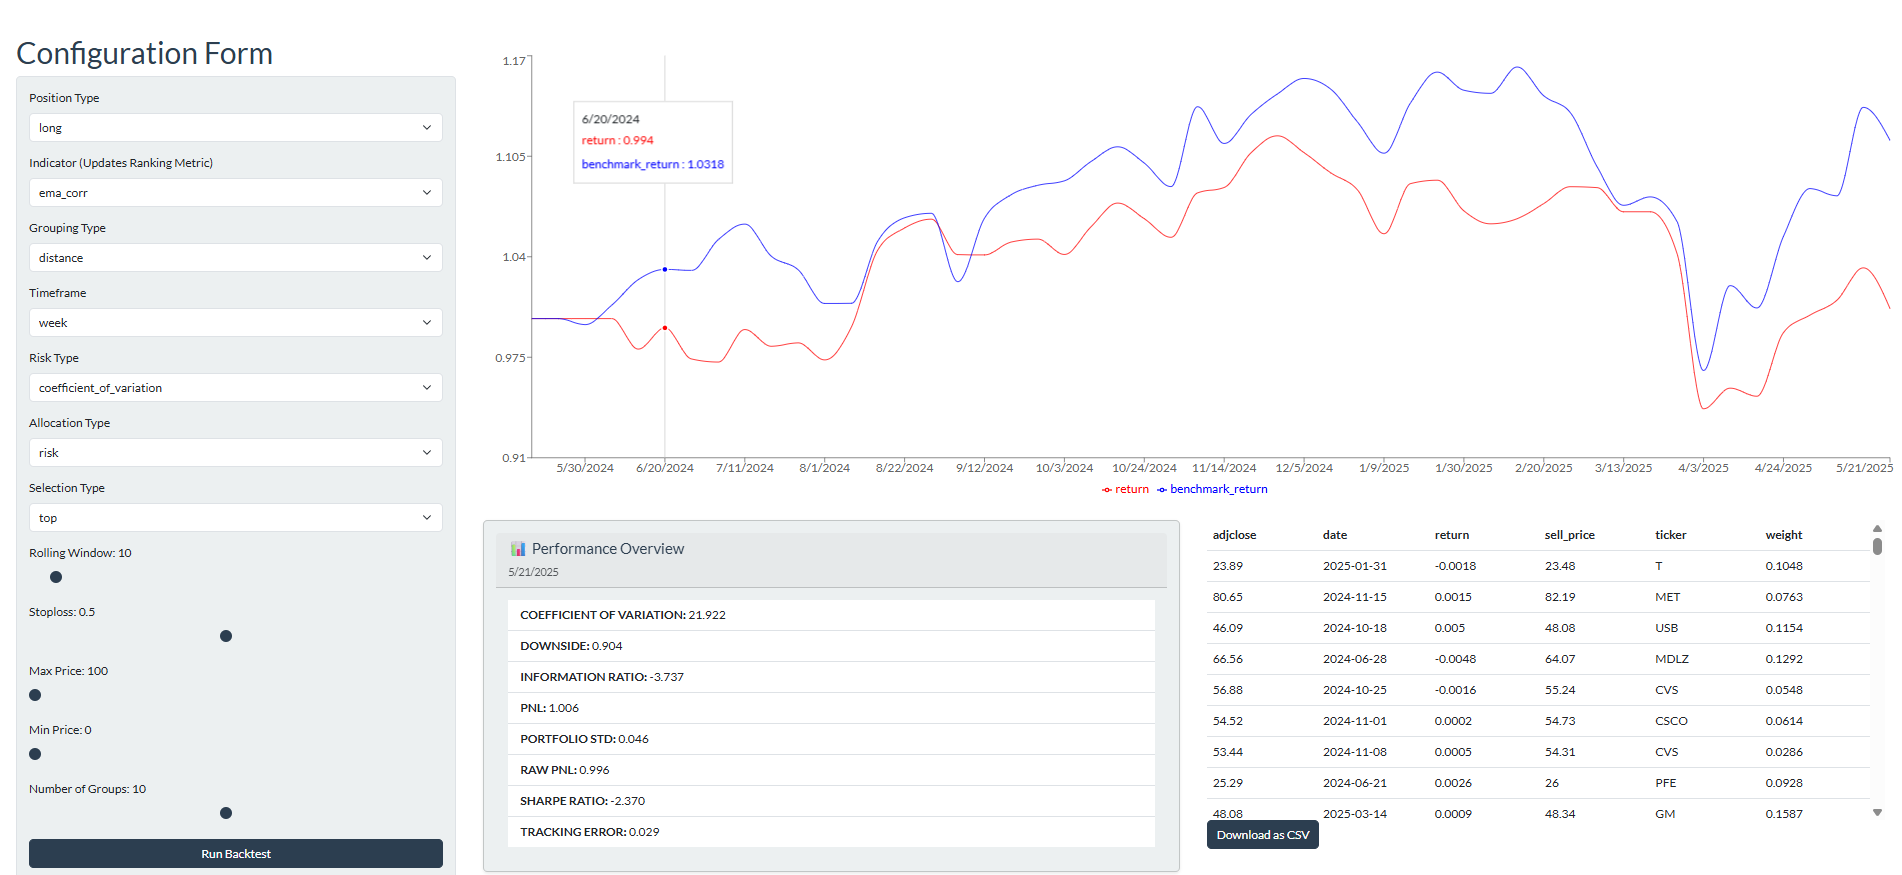 Configuration Form
Position Type
long
Indicator (Updates Ranking Metric)
ema_corr
Grouping Type
distance
Timeframe
week
Risk Type
coefficient_of_variation
Allocation Type
risk
Selection Type
top
Rolling Window: 10
Stoploss: 0.5
Max Price: 100
Min Price: 0
Number of Groups: 10
Run Backtest
1.17
1.105
1.04
0.975
0.91
6/20/2024
return : 0.994
benchmark_return : 1.0318
5/30/2024 6/20/2024 7/11/2024 8/1/2024 8/22/2024 9/12/2024 10/3/2024 10/24/2024 11/14/2024 12/5/2024 1/9/2025 1/30/2025 2/20/2025 3/13/2025 4/3/2025 4/24/2025 5/21/2025
return benchmark_return
Performance Overview
5/21/2025
COEFFICIENT OF VARIATION: 21.922
DOWNSIDE: 0.904
INFORMATION RATIO: -3.737
PNL: 1.006
PORTFOLIO STD: 0.046
RAW PNL: 0.996
SHARPE RATIO: -2.370
TRACKING ERROR: 0.029
adjclose date return sell_price ticker weight
23.89 2025-01-31 -0.0018 23.48 T 0.1048
80.65 2024-11-15 0.0015 82.19 MET 0.0763
46.09 2024-10-18 0.005 48.08 USB 0.1154
66.56 2024-06-28 -0.0048 64.07 MDLZ 0.1292
56.88 2024-10-25 -0.0016 55.24 CVS 0.0548
54.52 2024-11-01 0.0002 54.73 CSCO 0.0614
53.44 2024-11-08 0.0005 54.31 CVS 0.0286
25.29 2024-06-21 0.0026 26 PFE 0.0928
48.08 2025-03-14 0.0009 48.34 GM 0.1587
Download as CSV